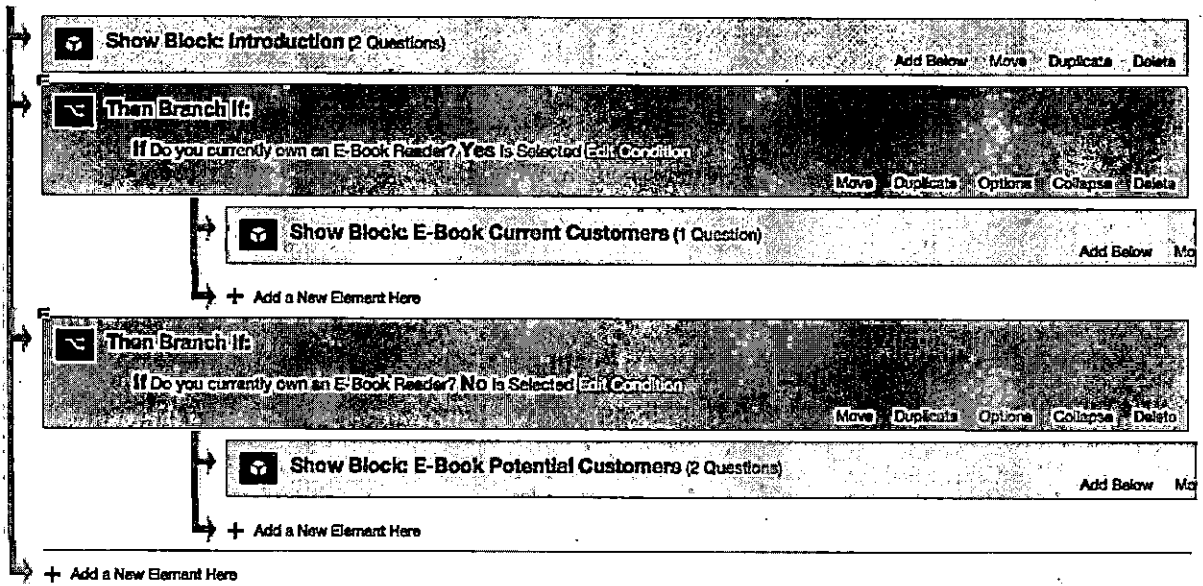 Show Block: Introduction (2 Questions)
Add Below Move Duplicate Delete
Then Branch If:
If Do you currently own an E-Book Reader? Yes Is Selected Edit Condition
Move Duplicate Options Collapse Delete
Show Block: E-Book Current Customers (1 Question)
Add Below Mo
+ Add a New Element Here
Then Branch If:
If Do you currently own an E-Book Reader? No Is Selected Edit Condition
Move Duplicate Options Collapse Delete
Show Block: E-Book Potential Customers (2 Questions)
Add Below Mo
+ Add a New Element Here
+ Add a New Element Here